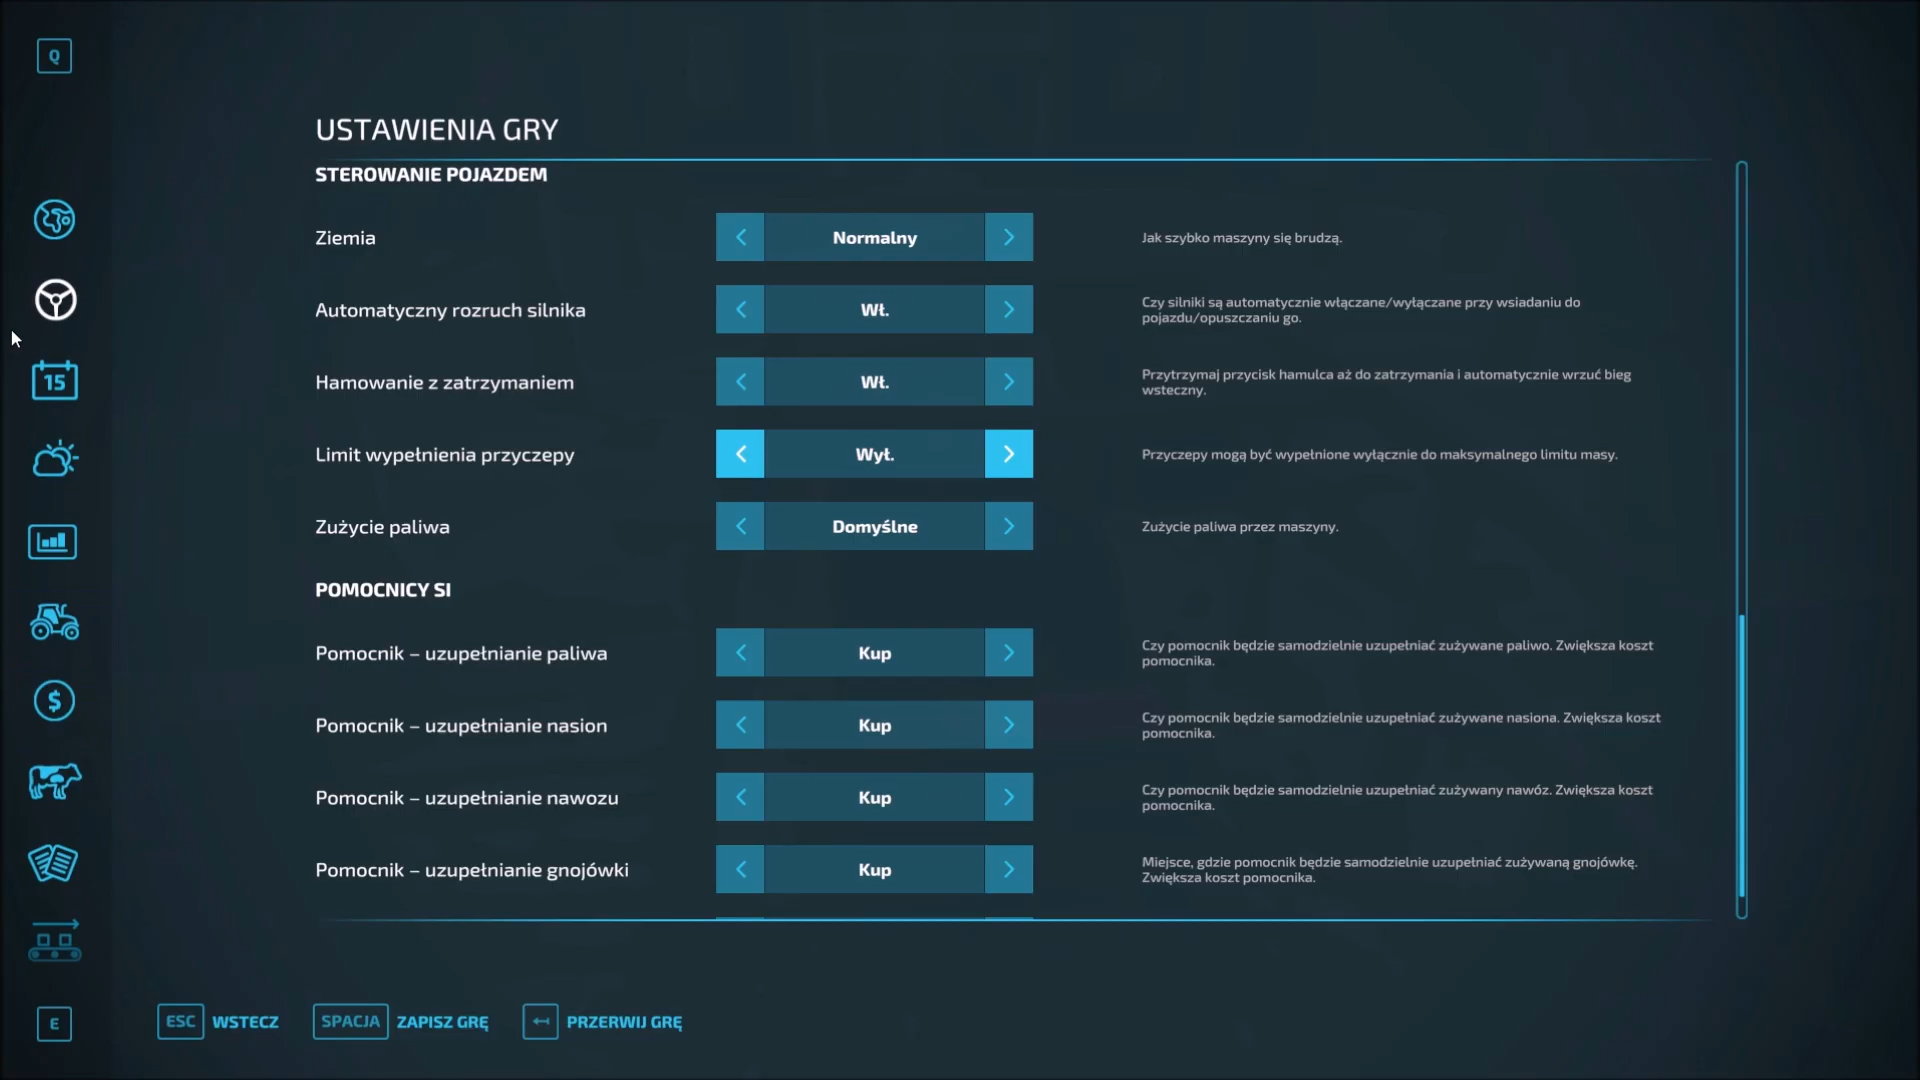 Q
USTAWIENIA GRY
STEROWANIE POJAZDEM
Ziemia
Normalny
Jak szybko maszyny się brudzą.
Automatyczny rozruch silnika
Wł.
Czy silniki są automatycznie włączane/wyłączane przy wsiadaniu do
pojazdu/opuszczaniu go.
15
Hamowanie z zatrzymaniem
Wł.
Przytrzymaj przycisk hamulca aż do zatrzymania i automatycznie wrzuć bieg
wsteczny.
Limit wypełnienia przyczepy
Wył.
Przyczepy mogą być wypełnione wyłącznie do maksymalnego limitu masy.
Zużycie paliwa
Domyślne
Zużycie paliwa przez maszyny.
POMOCNICY SI
Pomocnik – uzupełnianie paliwa
Kup
Czy pomocnik będzie samodzielnie uzupełniać zużywane paliwo. Zwiększa koszt
pomocnika.
$
Pomocnik – uzupełnianie nasion
Kup
Czy pomocnik będzie samodzielnie uzupełniać zużywane nasiona. Zwiększa koszt
pomocnika.
Pomocnik – uzupełnianie nawozu
Kup
Czy pomocnik będzie samodzielnie uzupełniać zużywany nawóz. Zwiększa koszt
pomocnika.
Pomocnik – uzupełnianie gnojówki
Kup
Miejsce, gdzie pomocnik będzie samodzielnie uzupełniać zużywaną gnojówkę.
Zwiększa koszt pomocnika.
E
ESC WSTECZ
SPACJA ZAPISZ GRĘ
PRZERWIJ GRĘ